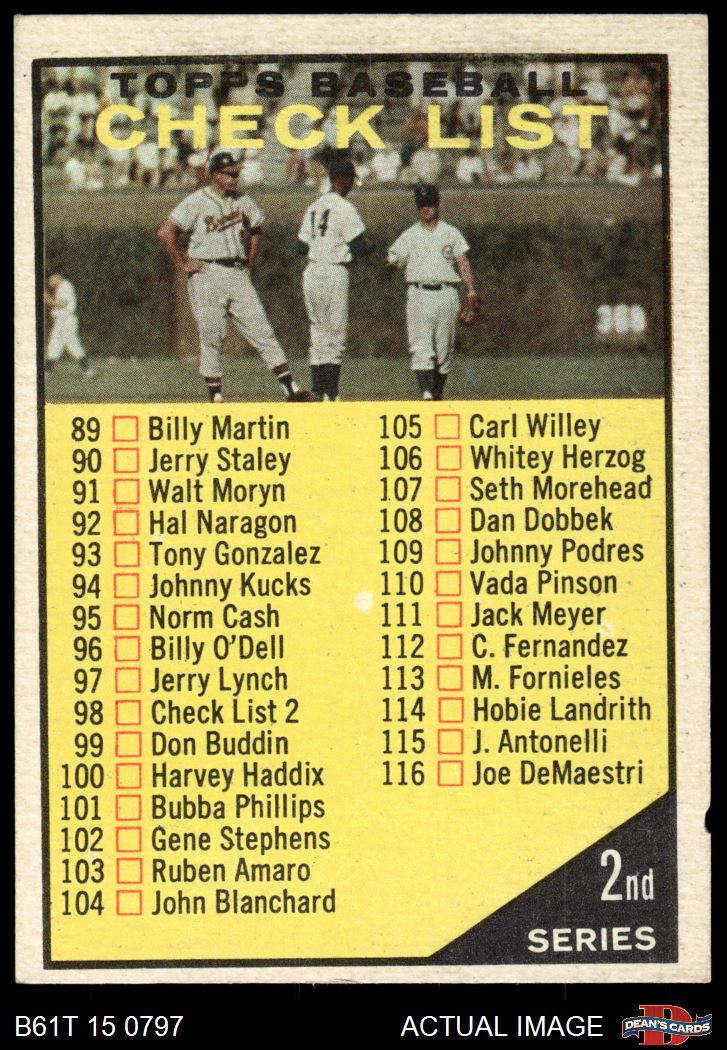 TOPPS BASEBALL
CHECK LIST
Braves
14
368
89 Billy Martin
90 Jerry Staley
91 Walt Moryn
92 Hal Naragon
93 Tony Gonzalez
94 Johnny Kucks
95 Norm Cash
96 Billy O'Dell
97 Jerry Lynch
98 Check List 2
99 Don Buddin
100 Harvey Haddix
101 Bubba Phillips
102 Gene Stephens
103 Ruben Amaro
104 John Blanchard
105 Carl Willey
106 Whitey Herzog
107 Seth Morehead
108 Dan Dobbek
109 Johnny Podres
110 Vada Pinson
111 Jack Meyer
112 C. Fernandez
113 M. Fornieles
114 Hobie Landrith
115 J. Antonelli
116 Joe DeMaestri
2nd
SERIES
B61T 15 0797
ACTUAL IMAGE
DEAN'S CARDS